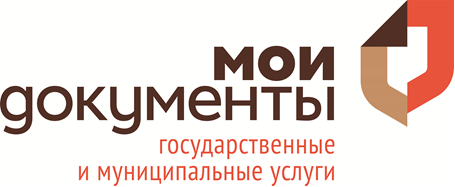 мои
документы
государственные
и муниципальные услуги